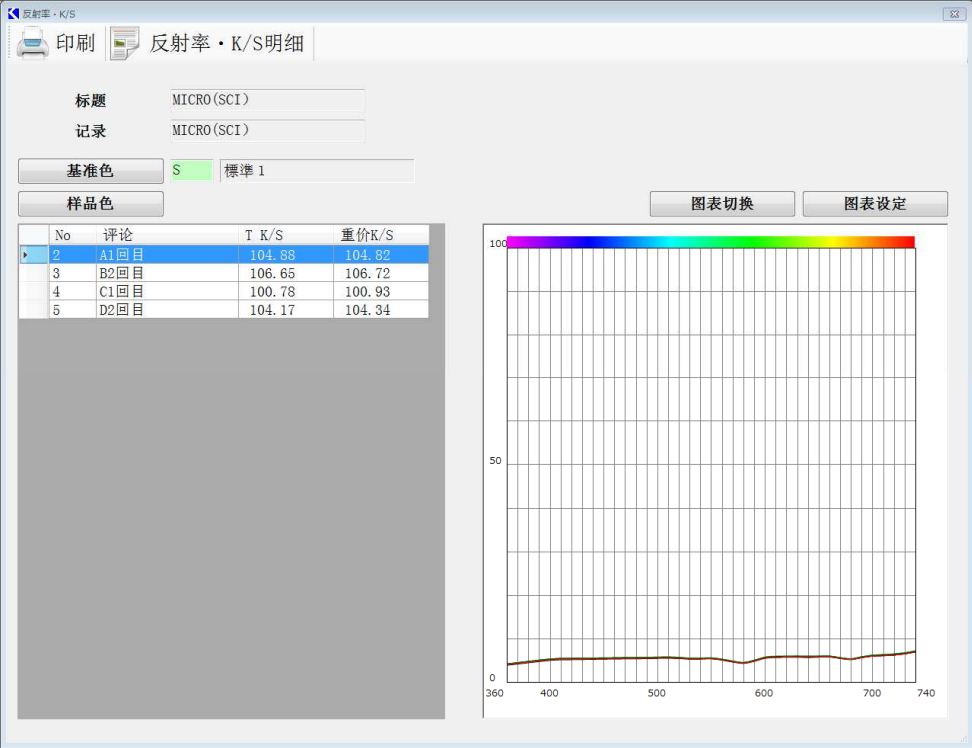 反射率・K/S
印刷 反射率・K/S明细
标题 MICRO(SCI)
记录 MICRO(SCI)
基准色 S 標準1
样品色 图表切换 图表设定
No 评论 T K/S 重价K/S
2 A1回目 104.88 104.82
3 B2回目 106.65 106.72
4 C1回目 100.78 100.93
5 D2回目 104.17 104.34
100
50
0
360 400 500 600 700 740